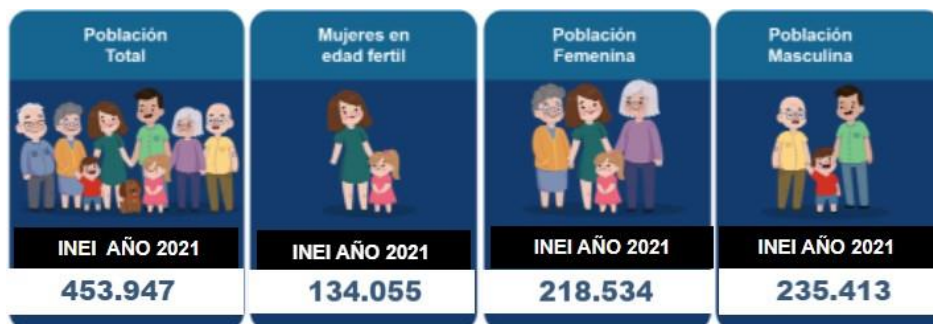 Población
Total
INEI AÑO 2021
453.947
Mujeres en
edad fertil
INEI AÑO 2021
134.055
Población
Femenina
INEI AÑO 2021
218.534
Población
Masculina
INEI AÑO 2021
235.413